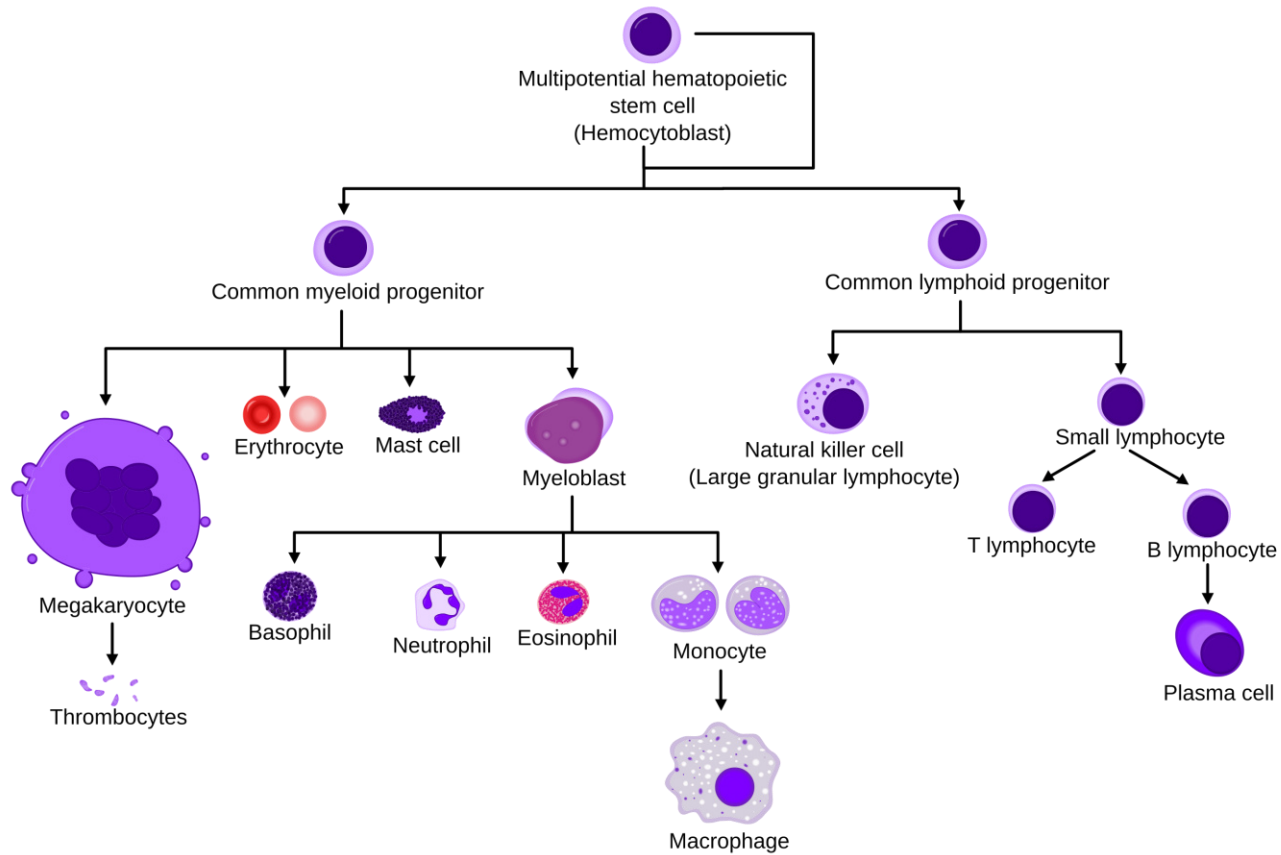 Multipotential hematopoietic
stem cell
(Hemocytoblast)
Common myeloid progenitor
Common lymphoid progenitor
Erythrocyte
Mast cell
Myeloblast
Natural killer cell
(Large granular lymphocyte)
Small lymphocyte
T lymphocyte
B lymphocyte
Megakaryocyte
Basophil
Neutrophil
Eosinophil
Monocyte
Plasma cell
Thrombocytes
Macrophage